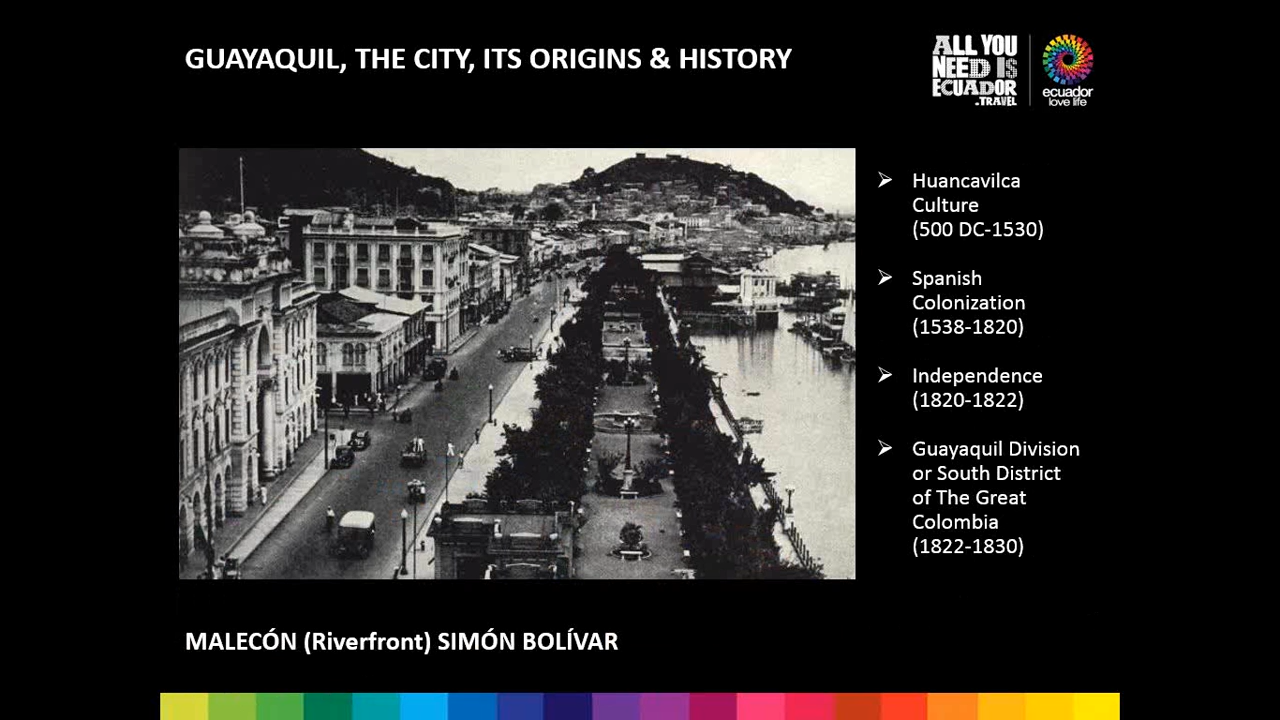 GUAYAQUIL, THE CITY, ITS ORIGINS & HISTORY
ALL YOU
NEED IS
ECUADOR
.TRAVEL
ecuador
love life
➢ Huancavilca
Culture
(500 DC-1530)
➢ Spanish
Colonization
(1538-1820)
➢ Independence
(1820-1822)
➢ Guayaquil Division
or South District
of The Great
Colombia
(1822-1830)
MALECÓN (Riverfront) SIMÓN BOLÍVAR